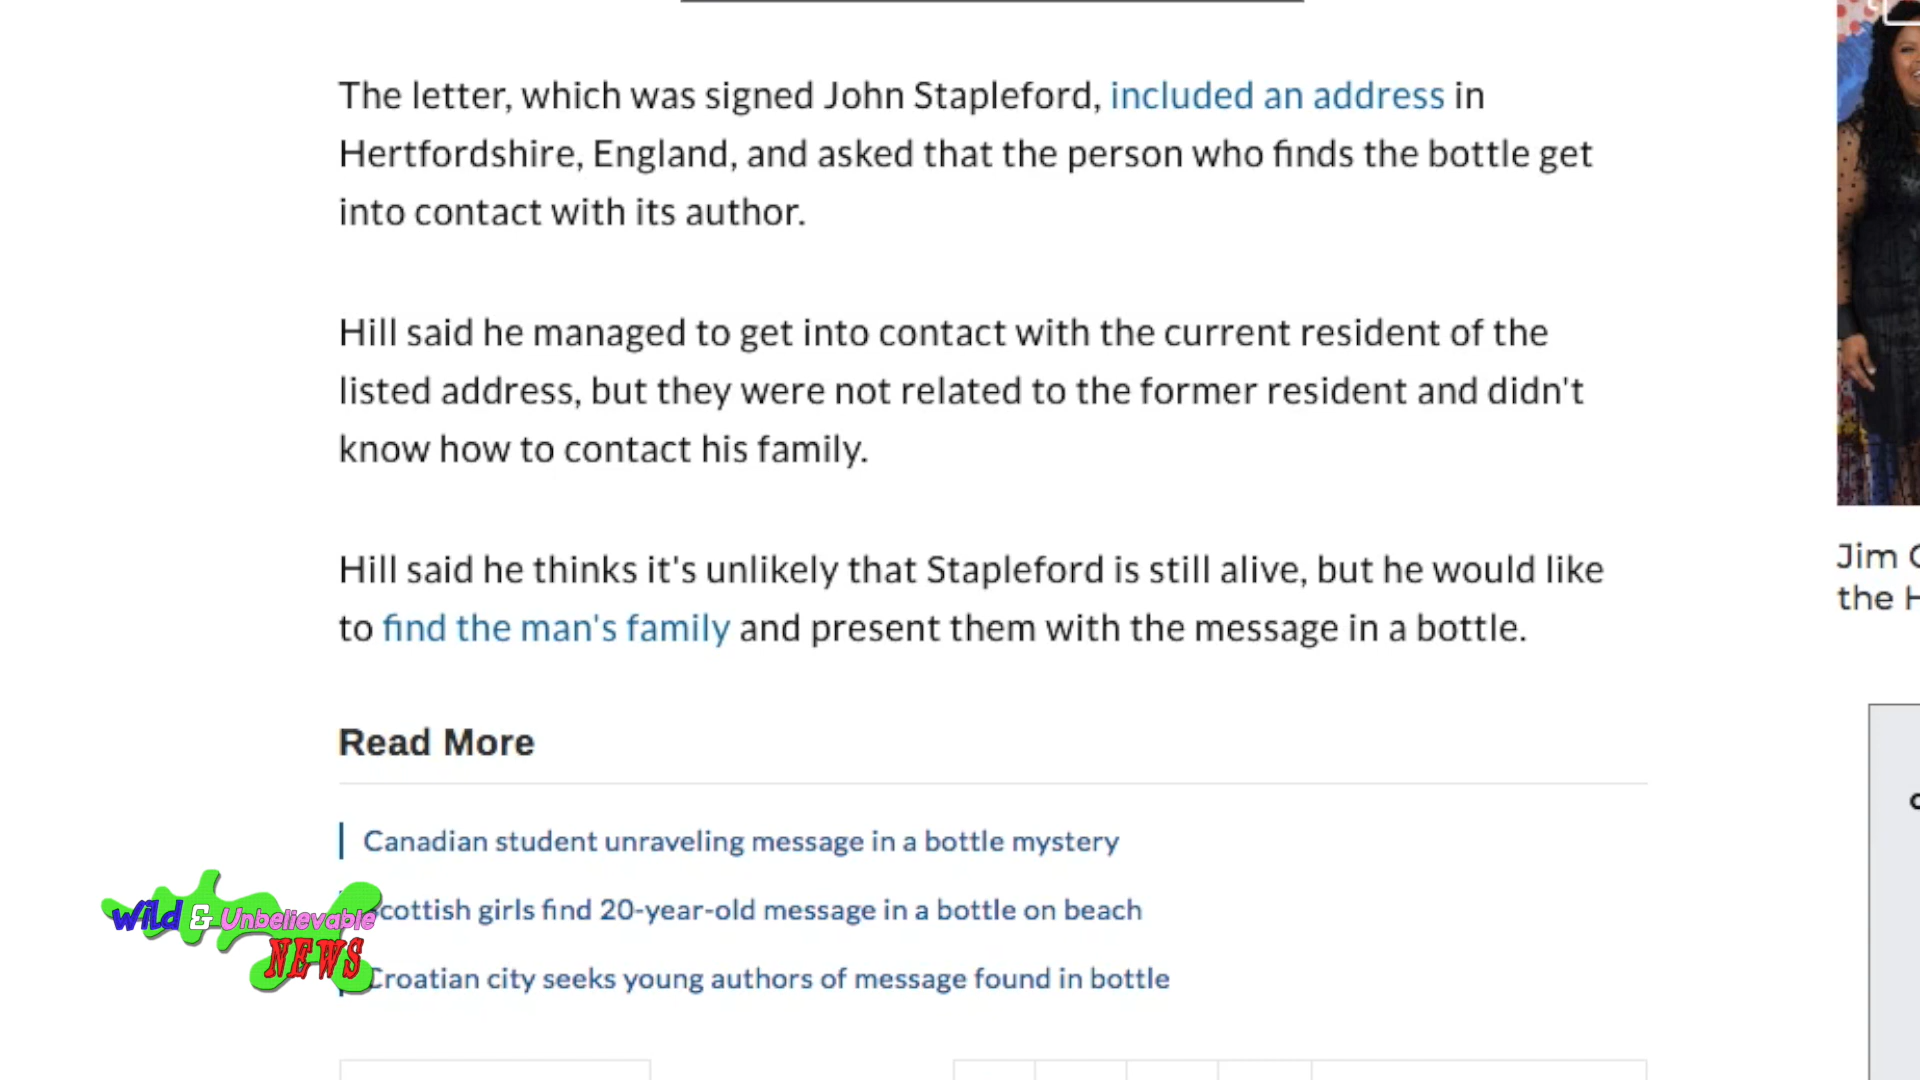 The letter, which was signed John Stapleford, included an address in
Hertfordshire, England, and asked that the person who finds the bottle get
into contact with its author.
Hill said he managed to get into contact with the current resident of the
listed address, but they were not related to the former resident and didn't
know how to contact his family.
Hill said he thinks it's unlikely that Stapleford is still alive, but he would like
to find the man's family and present them with the message in a bottle.
Jim
the
Read More
Canadian student unraveling message in a bottle mystery
Scottish girls find 20-year-old message in a bottle on beach
Croatian city seeks young authors of message found in bottle
Wild & Unbelievable
NEWS